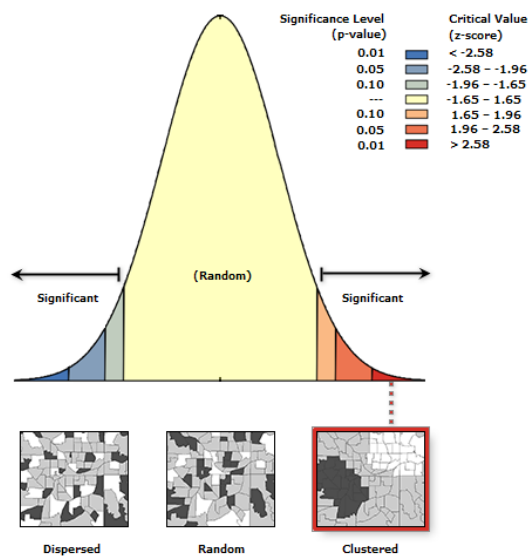 Significance Level Critical Value
(p-value) (z-score)
0.01 < -2.58
0.05 -2.58 – -1.96
0.10 -1.96 – -1.65
--- -1.65 - 1.65
0.10 1.65 – 1.96
0.05 1.96 – 2.58
0.01 > 2.58
(Random)
Significant Significant
Dispersed Random Clustered